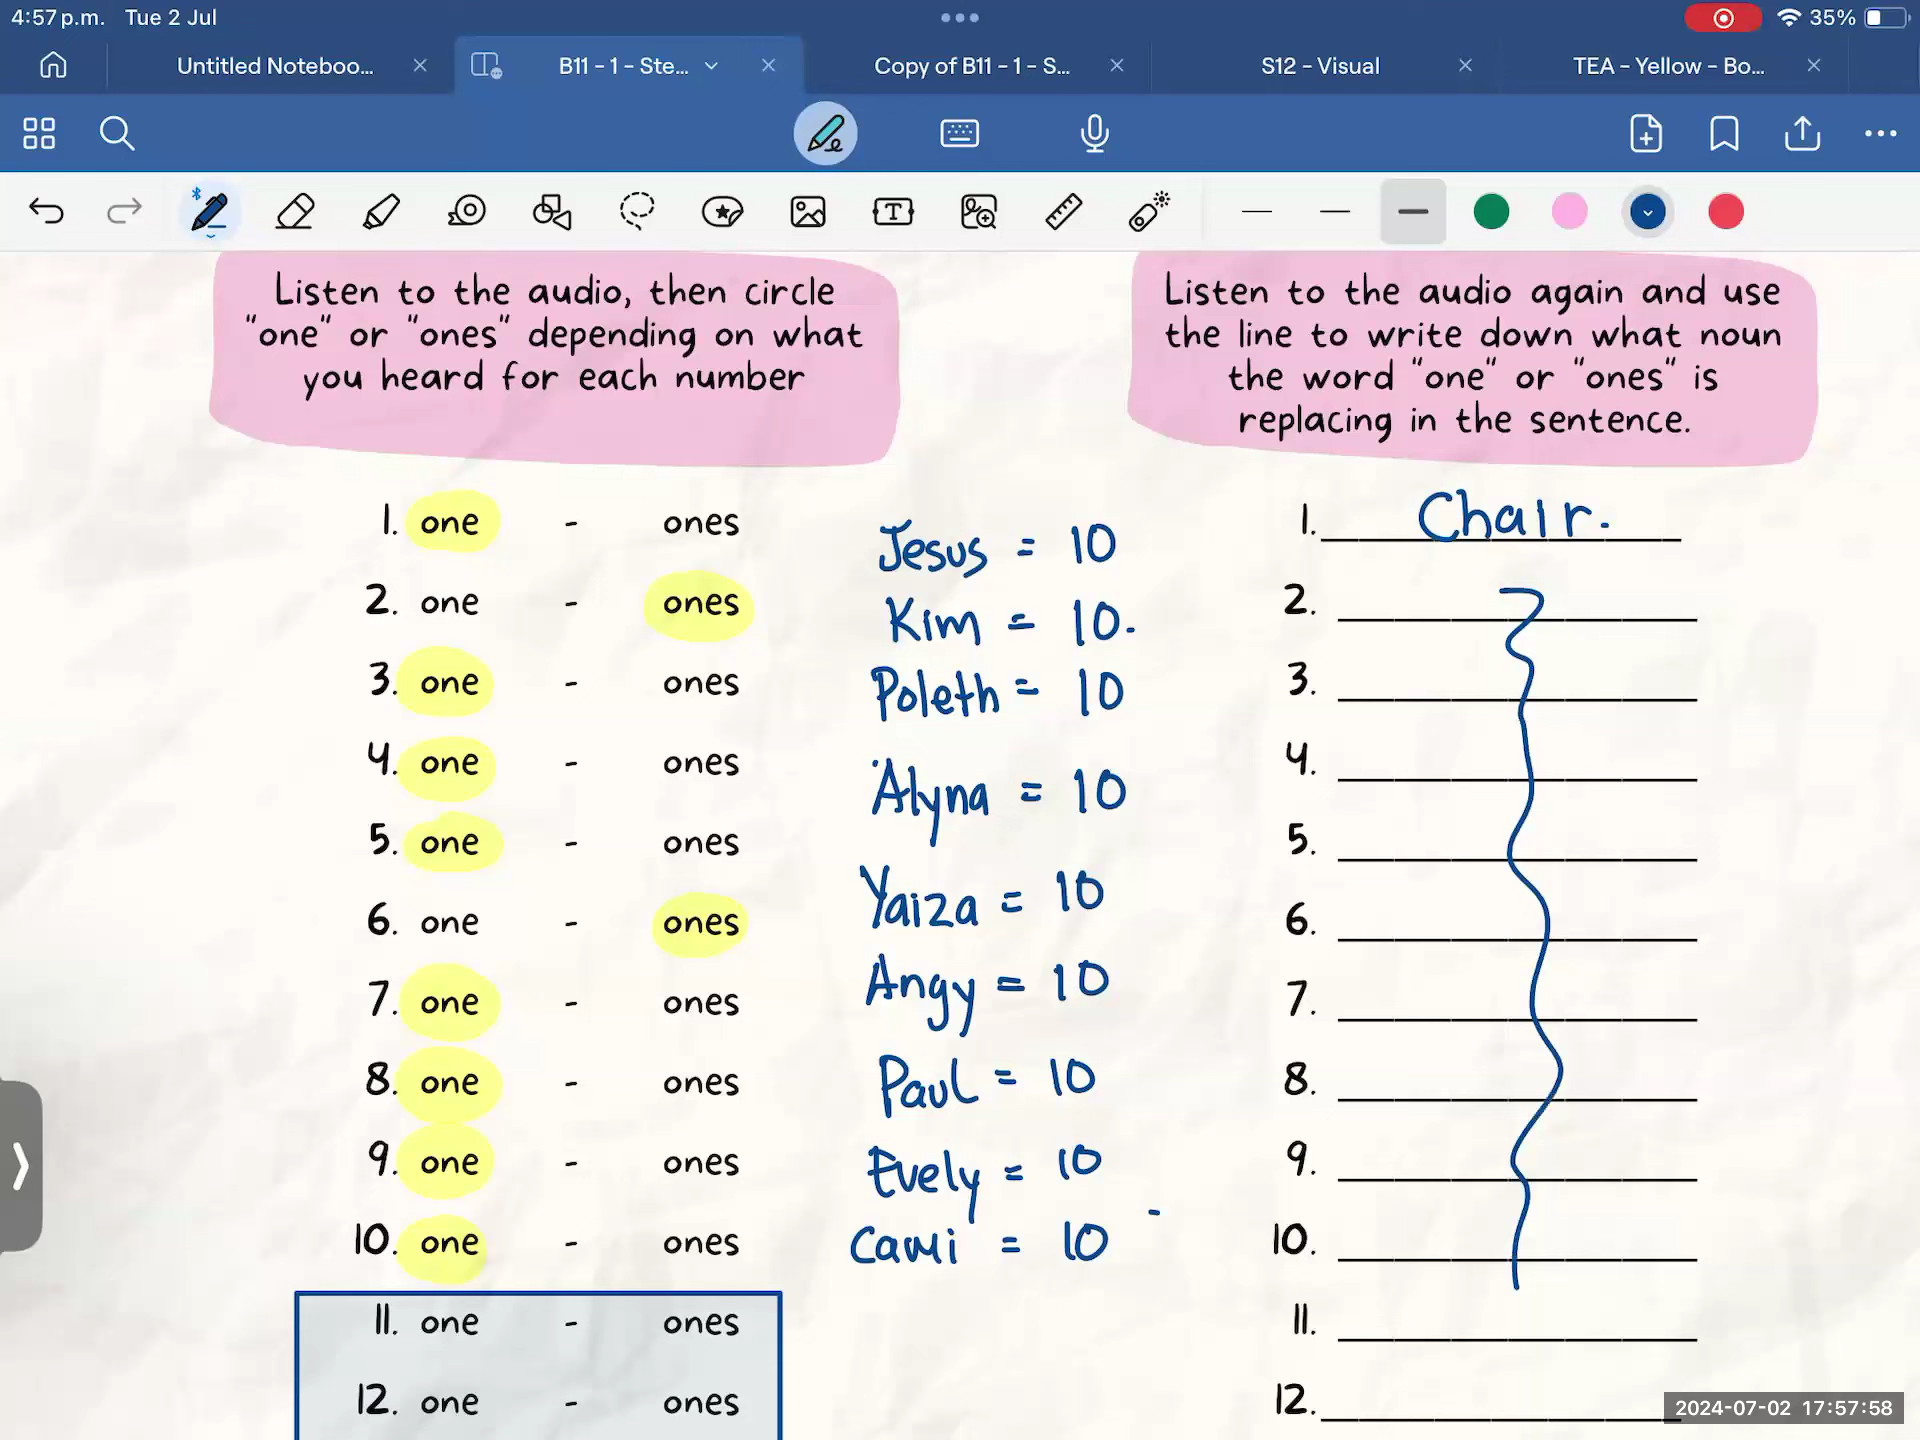 4:57 p.m. Tue 2 Jul
35%
Untitled Noteboo...
B11 - 1 - Ste...
Copy of B11 - 1 - S...
S12 - Visual
TEA - Yellow - Bo...
Listen to the audio, then circle
"one" or "ones" depending on what
you heard for each number
1. one - ones
2. one - ones
3. one - ones
4. one - ones
5. one - ones
6. one - ones
7. one - ones
8. one - ones
9. one - ones
10. one - ones
11. one - ones
12. one - ones
Jesus = 10
Kim = 10.
Poleth = 10
Alyna = 10
Yaiza = 10
Angy = 10
Paul = 10
Evely = 10
Cami = 10
Listen to the audio again and use
the line to write down what noun
the word "one" or "ones" is
replacing in the sentence.
1. Chair.
2.
3.
4.
5.
6.
7.
8.
9.
10.
11.
12.
2024-07-02 17:57:58